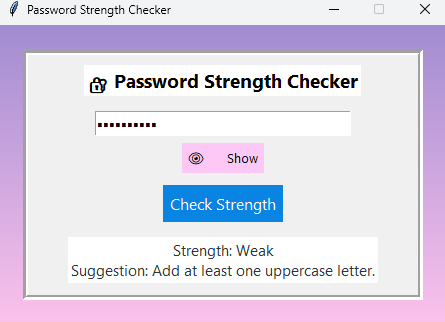 Password Strength Checker
Password Strength Checker
••••••••••
Show
Check Strength
Strength: Weak
Suggestion: Add at least one uppercase letter.